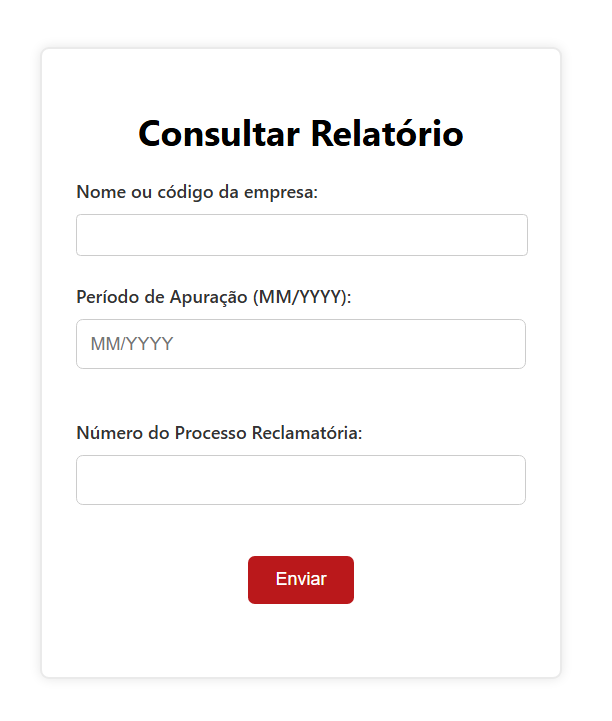 Consultar Relatório
Nome ou código da empresa:
Período de Apuração (MM/YYYY):
MM/YYYY
Número do Processo Reclamatória:
Enviar